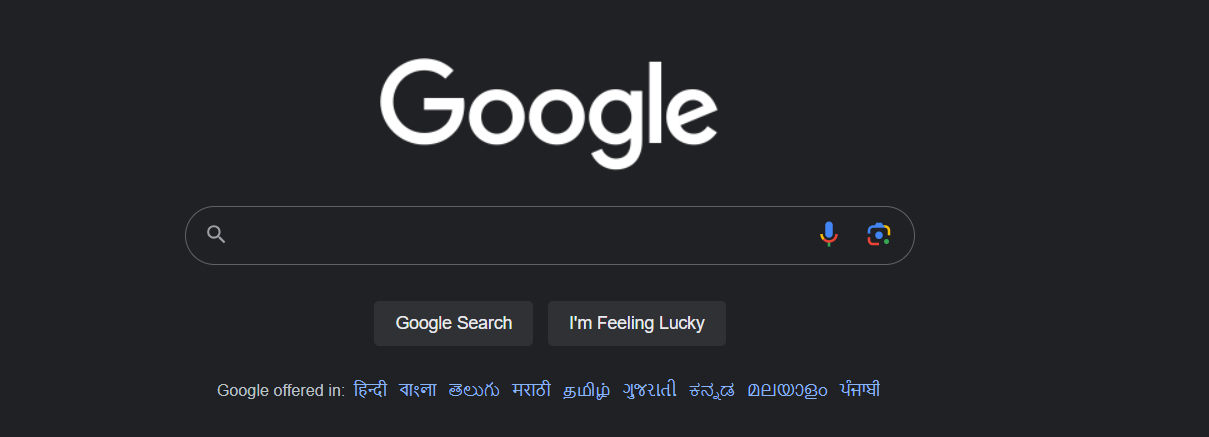 Google
Google Search I'm Feeling Lucky
Google offered in: हिन्दी বাংলা తెలుగు मराठी தமிழ் ગુજરાતી ಕನ್ನಡ മലയാളം ਪੰਜਾਬੀ